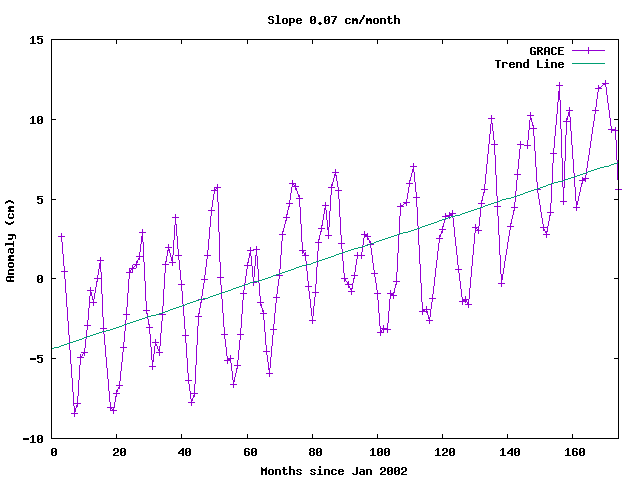 Slope 0.07 cm/month
GRACE
Trend Line
15
10
5
0
-5
-10
Anomaly (cm)
0 20 40 60 80 100 120 140 160
Months since Jan 2002